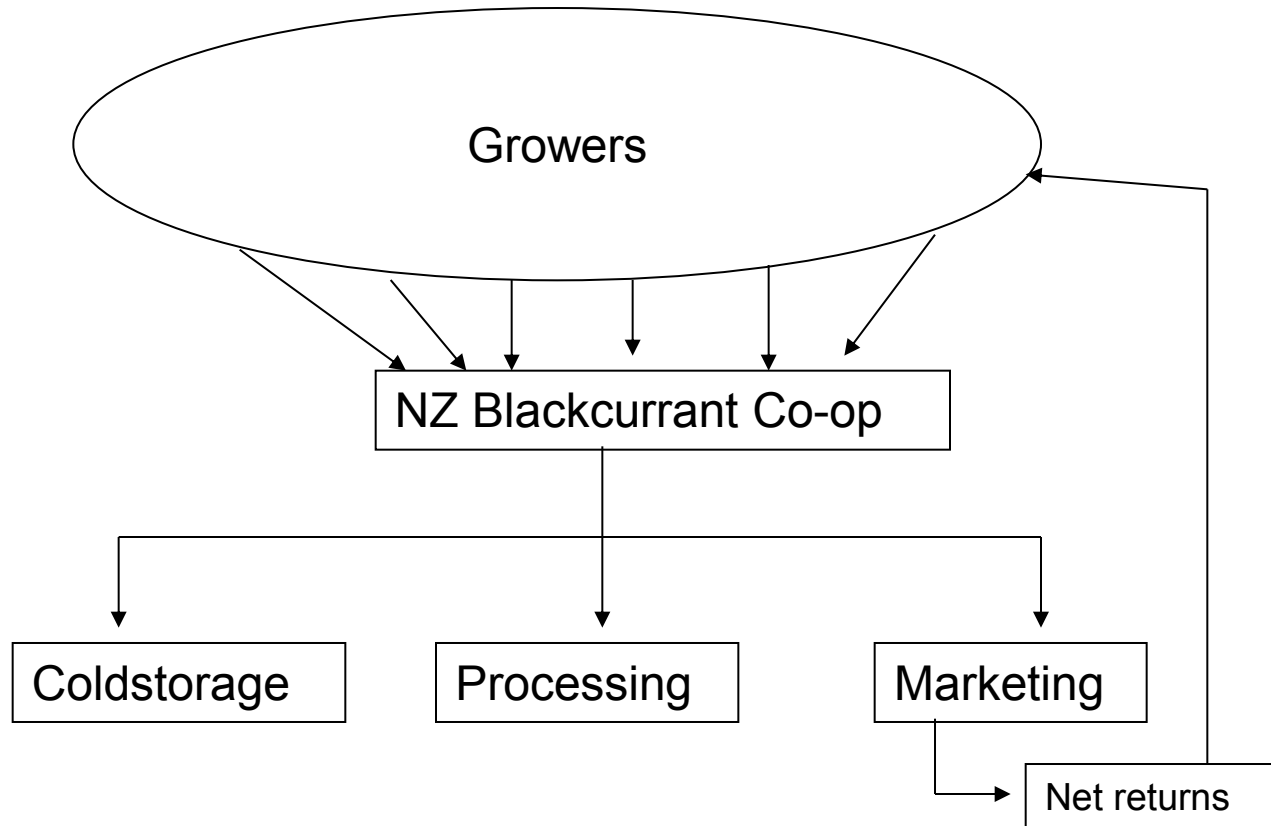 Growers
NZ Blackcurrant Co-op
Coldstorage
Processing
Marketing
Net returns